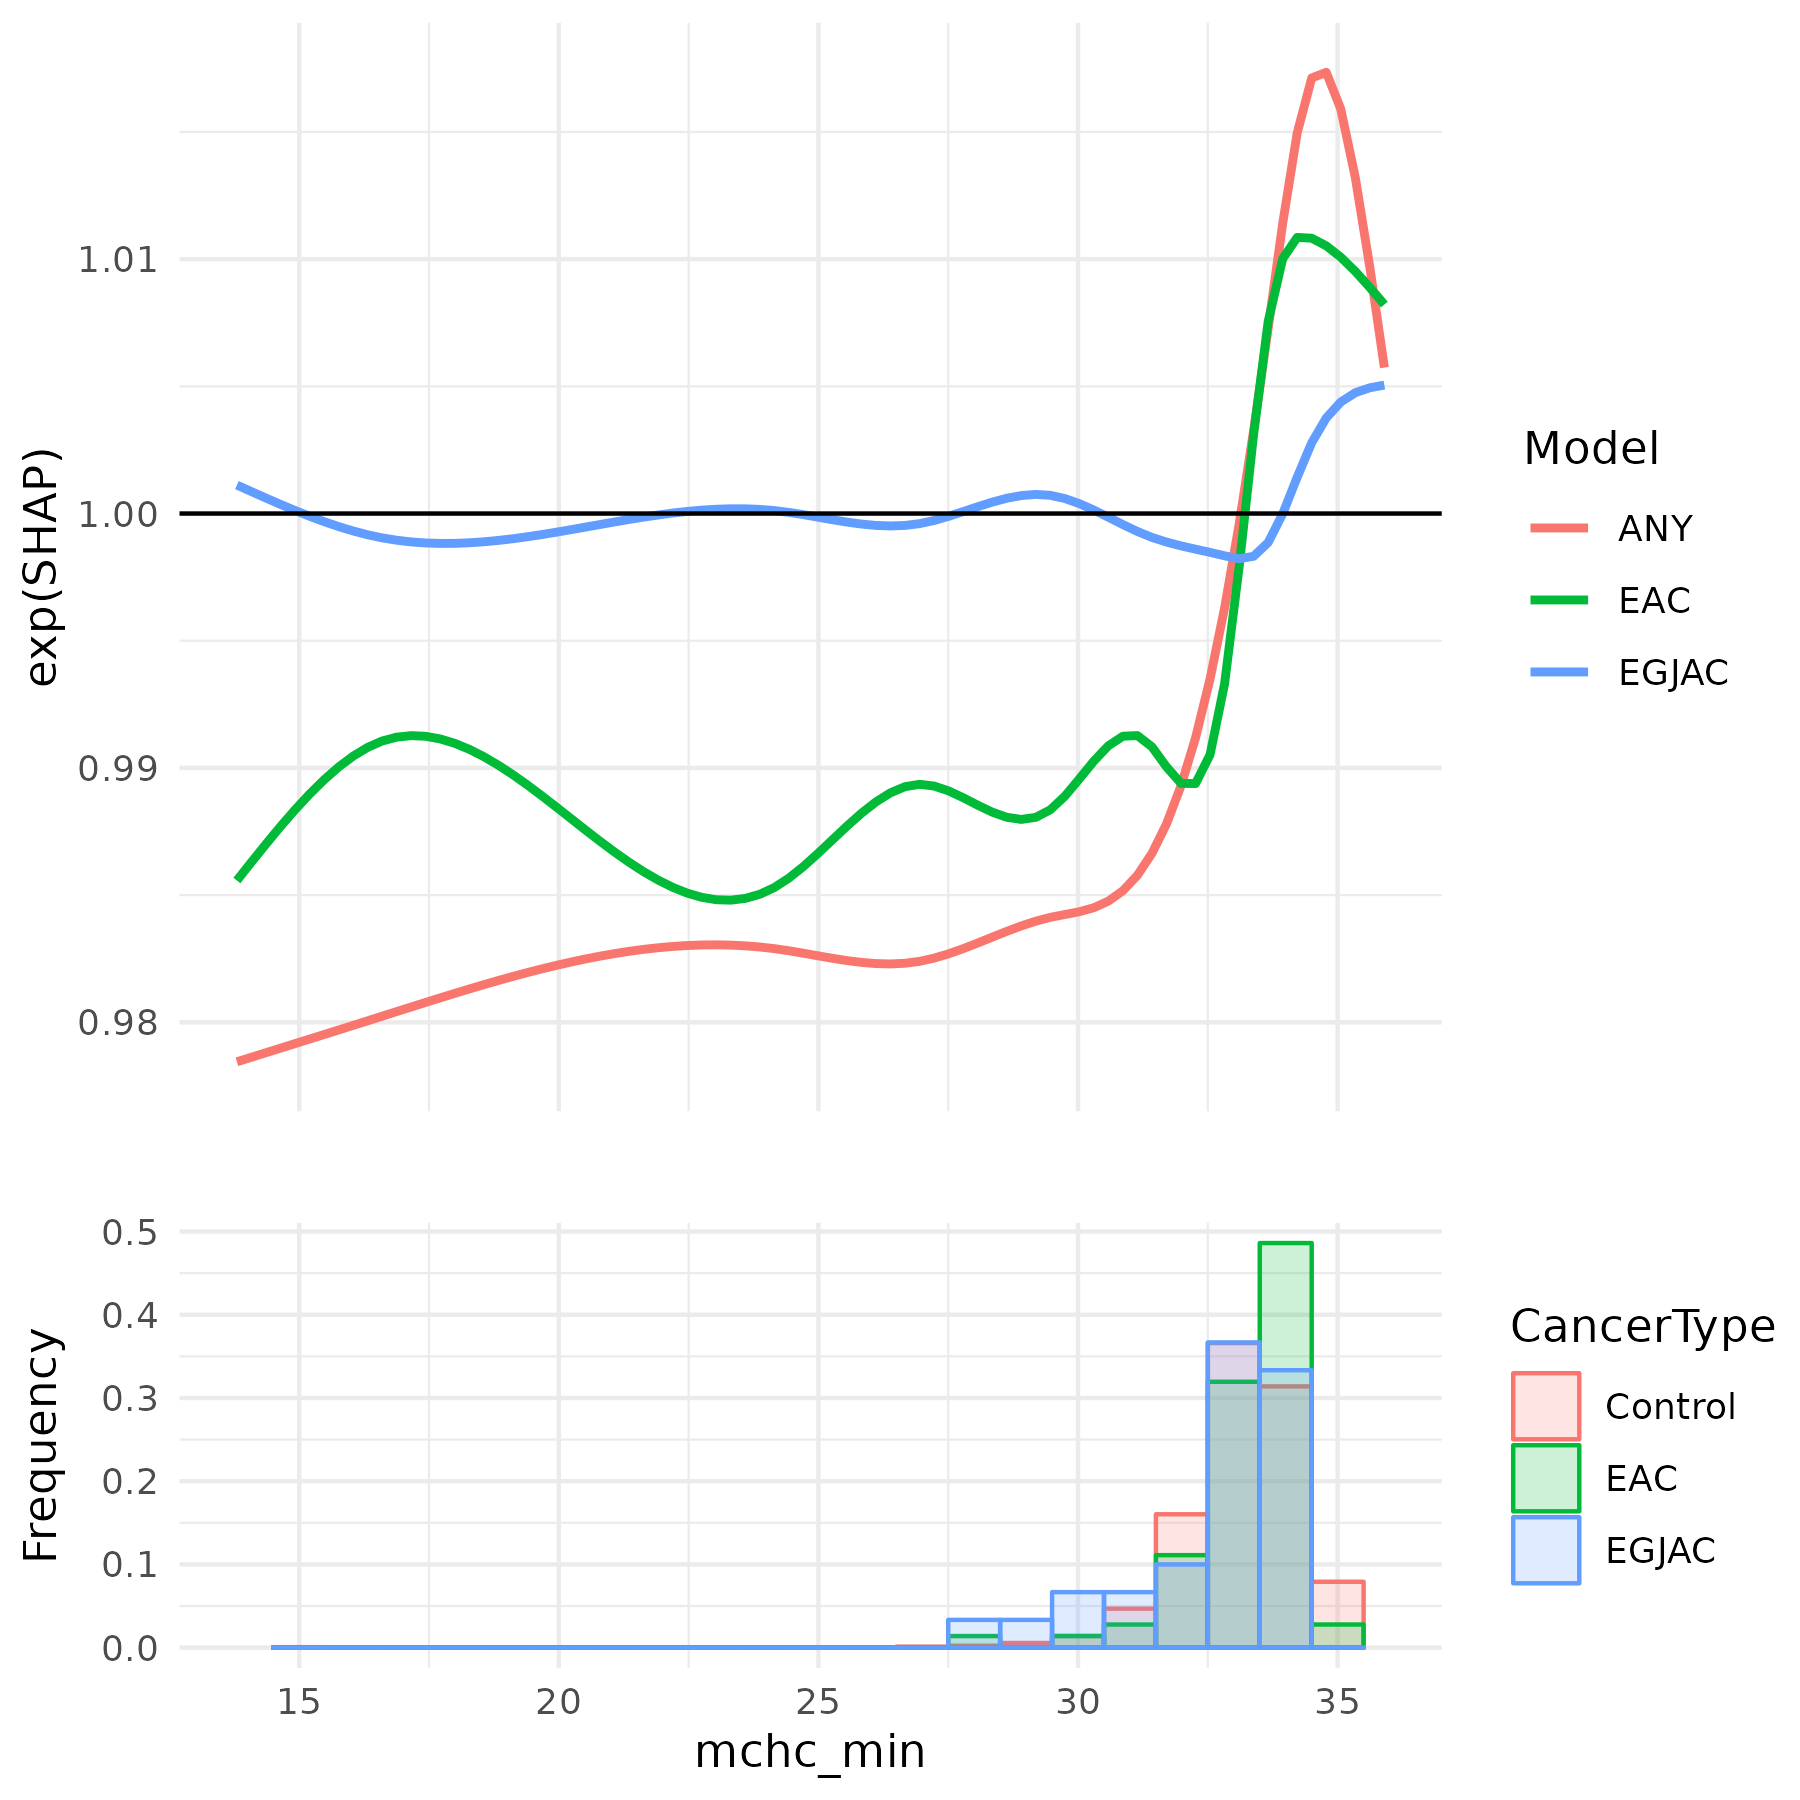 exp(SHAP)
1.01
1.00
0.99
0.98
Model
ANY
EAC
EGJAC
Frequency
0.5
0.4
0.3
0.2
0.1
0.0
15 20 25 30 35
mchc_min
CancerType
Control
EAC
EGJAC